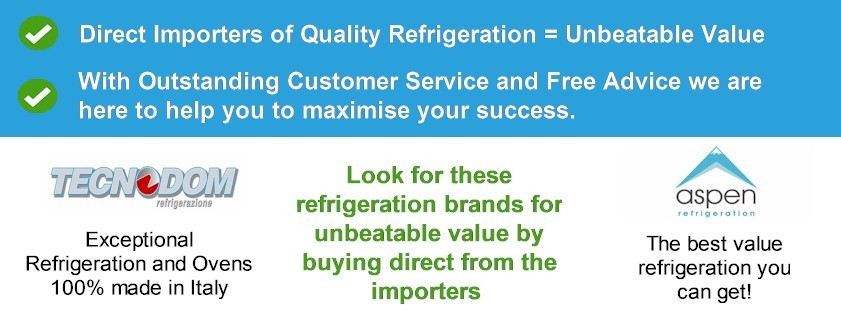 Direct Importers of Quality Refrigeration = Unbeatable Value
With Outstanding Customer Service and Free Advice we are
here to help you to maximise your success.
TECNODOM
refrigerazione
Exceptional
Refrigeration and Ovens
100% made in Italy
Look for these
refrigeration brands for
unbeatable value by
buying direct from the
importers
aspen
refrigeration
The best value
refrigeration you
can get!